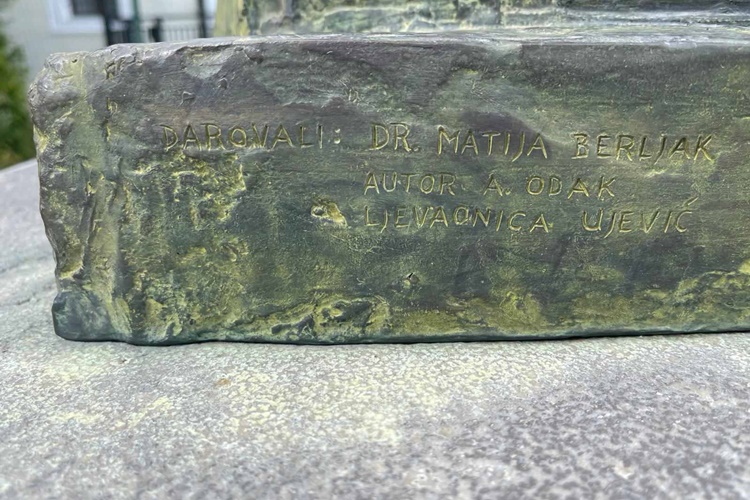 DAROVALI: DR. MATIJA BERLJAK
AUTOR: A. ODAK
LJEVAONICA UJEVIĆ